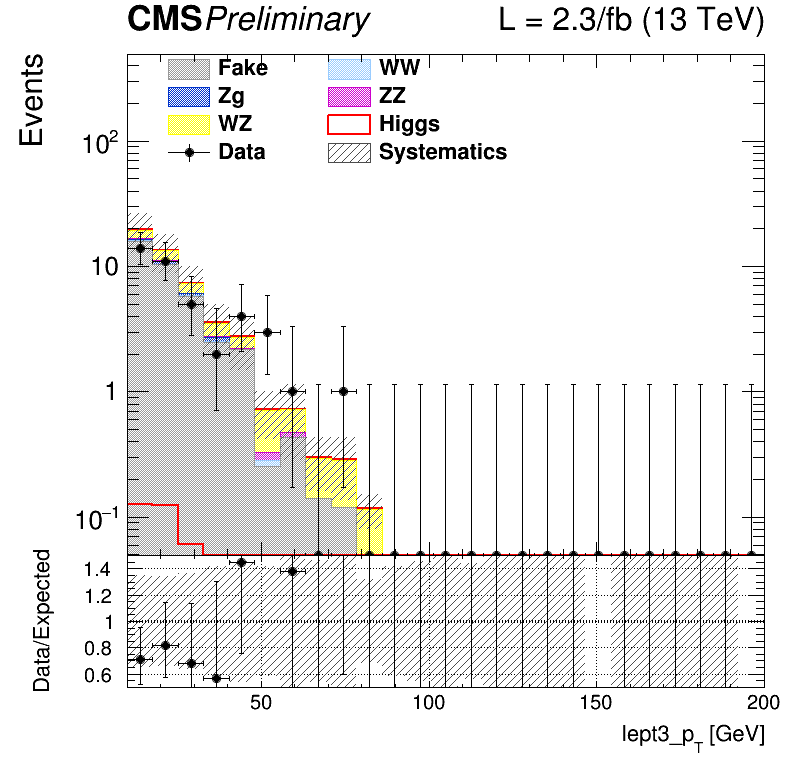 CMS Preliminary L = 2.3/fb (13 TeV)
Events
Fake WW
Zg ZZ
WZ Higgs
Data Systematics
10²
10
1
10⁻¹
Data/Expected
1.4
1.2
1
0.8
0.6
50 100 150 200
lept3_p_T [GeV]